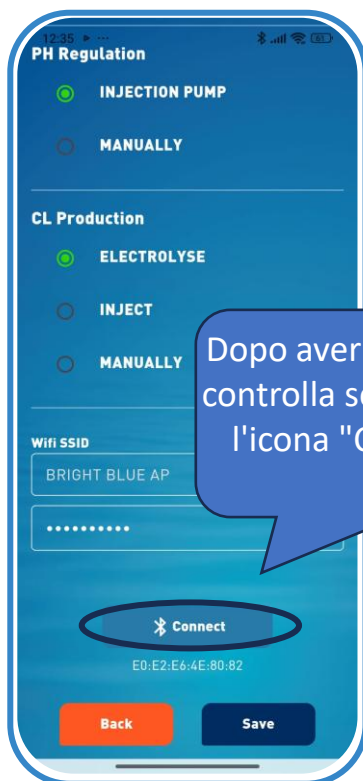 12:35
61
PH Regulation
INJECTION PUMP
MANUALLY
CL Production
ELECTROLYSE
INJECT
MANUALLY
Dopo aver
controlla
l'icona "
Wifi SSID
BRIGHT BLUE AP
••••••••••
Connect
E0:E2:E6:4E:80:82
Back
Save